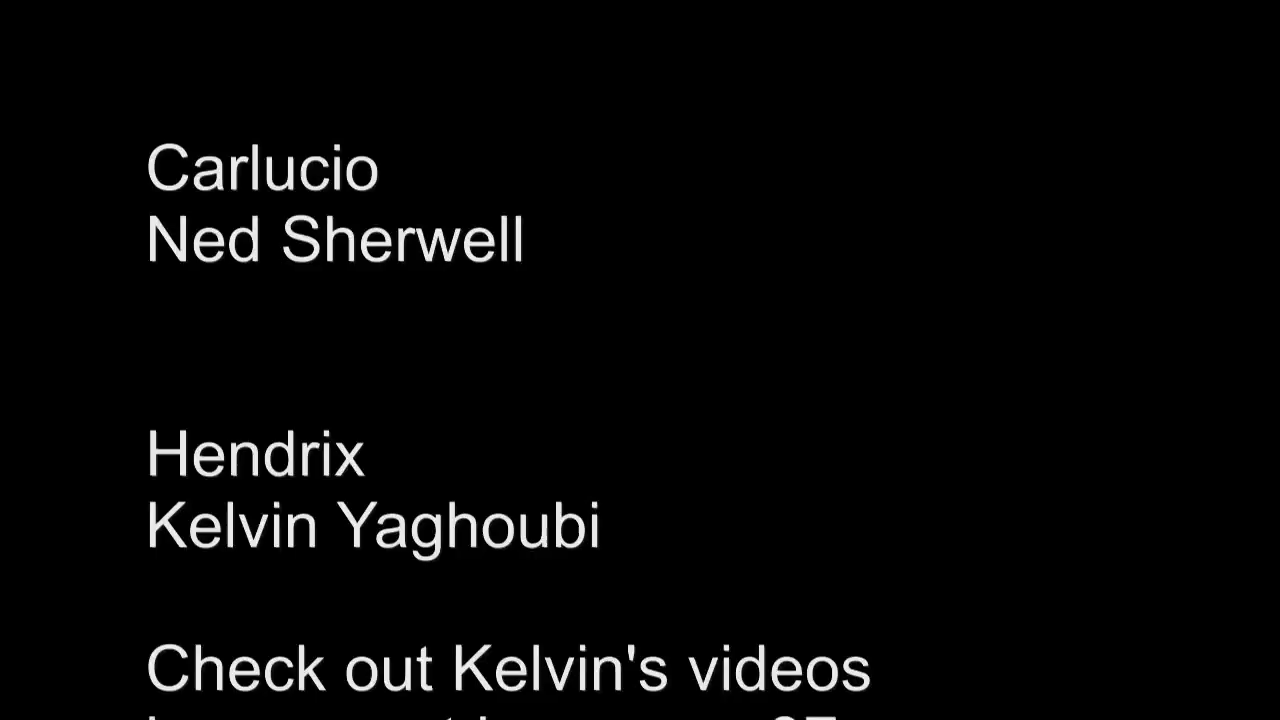 Carlucio
Ned Sherwell
Hendrix
Kelvin Yaghoubi
Check out Kelvin's videos